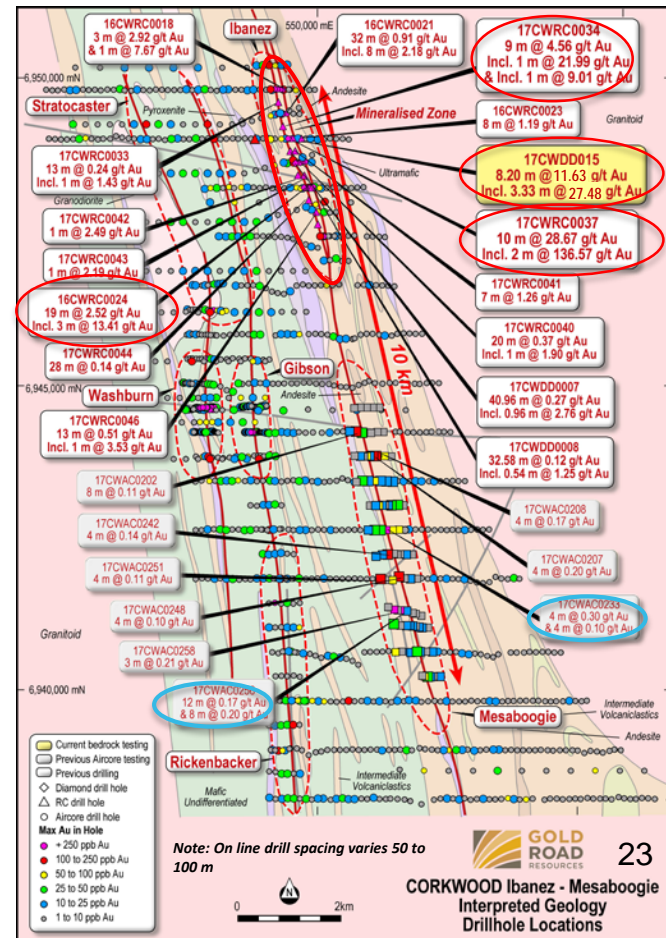 16CWRC0018
3 m @ 2.92 g/t Au
& 1 m @ 7.67 g/t Au
Ibanez
550,000 mE
16CWRC0021
32 m @ 0.91 g/t Au
Incl. 8 m @ 2.18 g/t Au
17CWRC0034
9 m @ 4.56 g/t Au
Incl. 1 m @ 21.99 g/t Au
& Incl. 1 m @ 9.01 g/t Au
6,950,000 mN
Stratocaster
Pyroxenite
Andesite
Mineralised Zone
16CWRC0023
8 m @ 1.19 g/t Au
Granitoid
17CWRC0033
13 m @ 0.24 g/t Au
Incl. 1 m @ 1.43 g/t Au
Ultramafic
17CWDD015
8.20 m @ 11.63 g/t Au
Incl. 3.33 m @ 27.48 g/t Au
Granodiorite
17CWRC0042
1 m @ 2.49 g/t Au
17CWRC0037
10 m @ 28.67 g/t Au
Incl. 2 m @ 136.57 g/t Au
17CWRC0043
1 m @ 2.19 g/t Au
17CWRC0041
7 m @ 1.26 g/t Au
16CWRC0024
19 m @ 2.52 g/t Au
Incl. 3 m @ 13.41 g/t Au
17CWRC0040
20 m @ 0.37 g/t Au
Incl. 1 m @ 1.90 g/t Au
17CWRC0044
28 m @ 0.14 g/t Au
10 km
Gibson
6,945,000 mN
Washburn
Andesite
17CWDD0007
40.96 m @ 0.27 g/t Au
Incl. 0.96 m @ 2.76 g/t Au
17CWRC0046
13 m @ 0.51 g/t Au
Incl. 1 m @ 3.53 g/t Au
17CWDD0008
32.58 m @ 0.12 g/t Au
Incl. 0.54 m @ 1.25 g/t Au
17CWAC0202
8 m @ 0.11 g/t Au
17CWAC0208
4 m @ 0.17 g/t Au
17CWAC0242
4 m @ 0.14 g/t Au
17CWAC0207
4 m @ 0.20 g/t Au
17CWAC0251
4 m @ 0.11 g/t Au
17CWAC0233
4 m @ 0.30 g/t Au
& 4 m @ 0.10 g/t Au
17CWAC0248
4 m @ 0.10 g/t Au
Granitoid
17CWAC0258
3 m @ 0.21 g/t Au
6,940,000 mN
12 m @ 0.17 g/t Au
& 8 m @ 0.20 g/t Au
Mesaboogie
Intermediate
Volcaniclastics
Andesite
Rickenbacker
Mafic
Undifferentiated
Intermediate
Volcaniclastics
Current bedrock testing
Previous Aircore testing
Previous drilling
Diamond drill hole
RC drill hole
Aircore drill hole
Max Au in Hole
+ 250 ppb Au
100 to 250 ppb Au
50 to 100 ppb Au
25 to 50 ppb Au
10 to 25 ppb Au
1 to 10 ppb Au
Note: On line drill spacing varies 50 to
100 m
N
0
2km
GOLD
ROAD
RESOURCES
23
CORKWOOD Ibanez - Mesaboogie
Interpreted Geology
Drillhole Locations